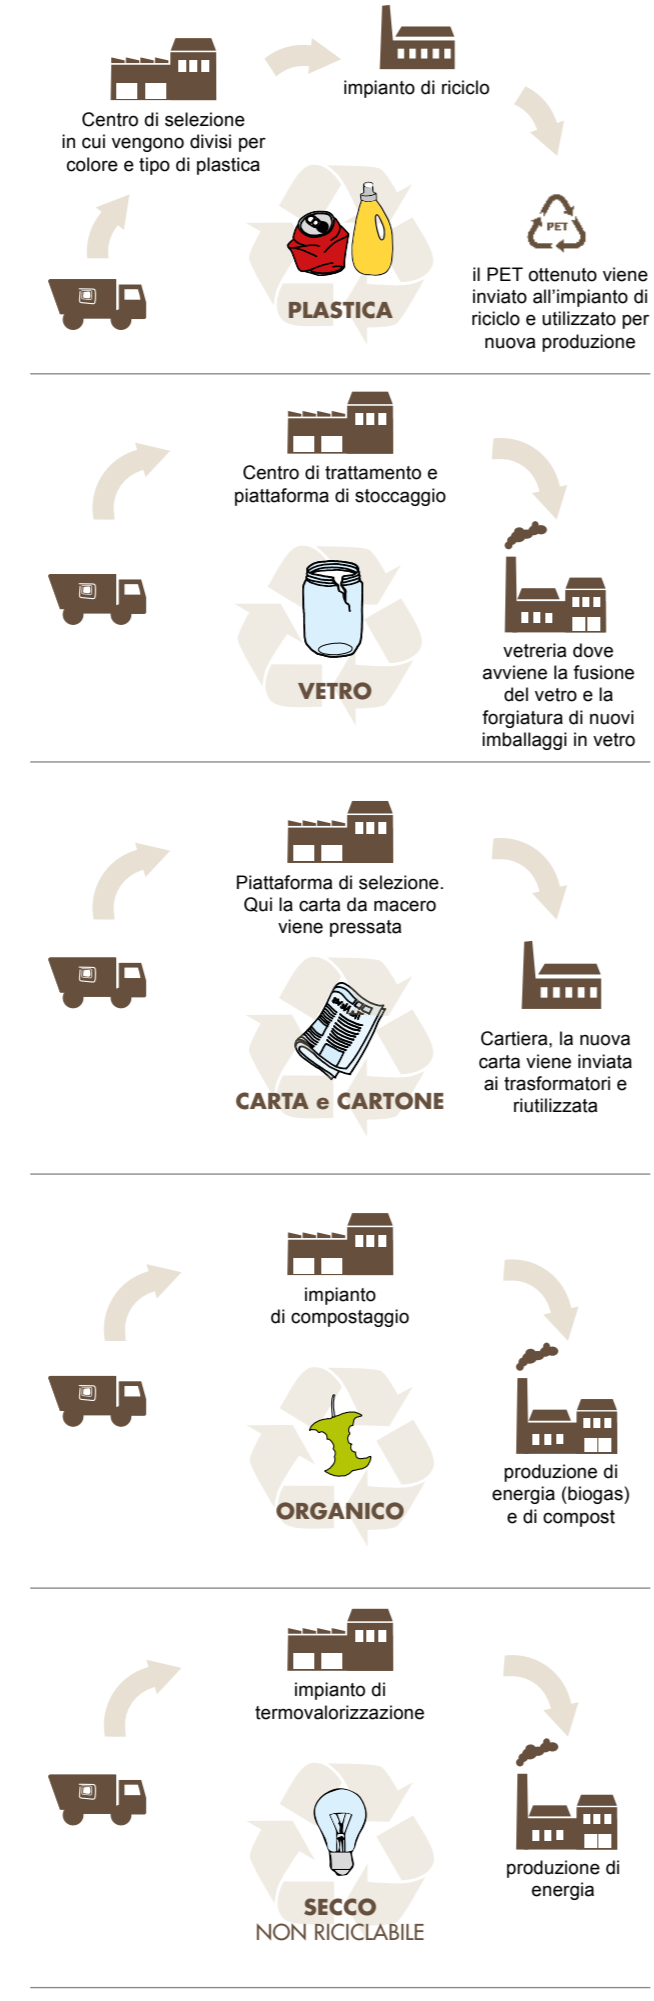 impianto di riciclo
Centro di selezione
in cui vengono divisi per
colore e tipo di plastica
PET
il PET ottenuto viene
inviato all'impianto di
riciclo e utilizzato per
nuova produzione
PLASTICA
Centro di trattamento e
piattaforma di stoccaggio
vetreria dove
avviene la fusione
del vetro e la
forgiatura di nuovi
imballaggi in vetro
VETRO
Piattaforma di selezione.
Qui la carta da macero
viene pressata
Cartiera, la nuova
carta viene inviata
ai trasformatori e
riutilizzata
CARTA e CARTONE
impianto
di compostaggio
produzione di
energia (biogas)
e di compost
ORGANICO
impianto di
termovalorizzazione
produzione di
energia
SECCO
NON RICICLABILE